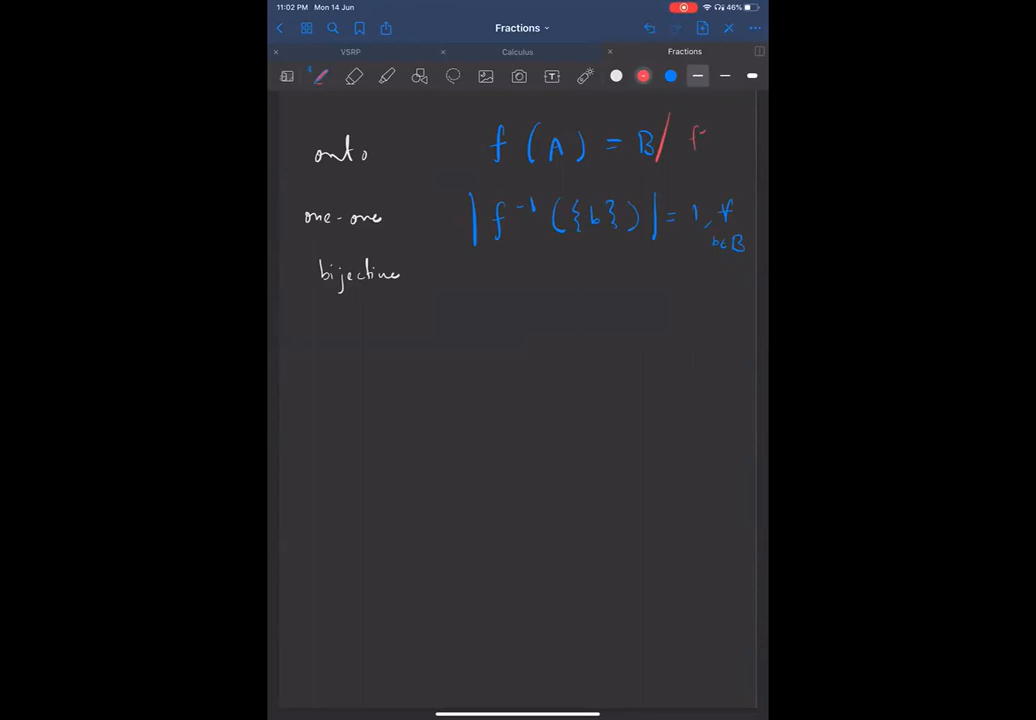 11:02 PM Mon 14 Jun
46%
Fractions
VSRP
Calculus
Fractions
onto f (A) = B / f
one-one | f⁻¹ ({b}) | = 1, ∀ b∈B
bijective